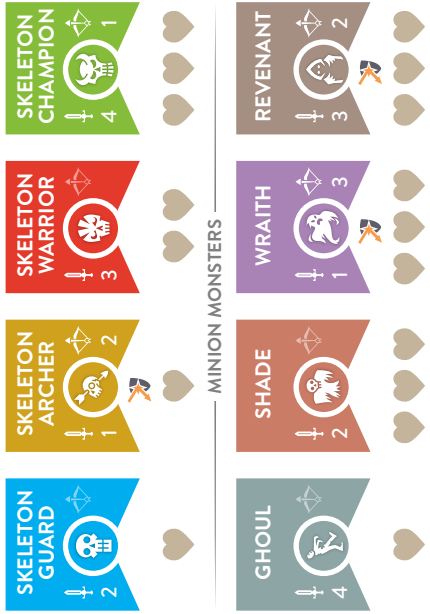 SKELETON
GUARD
2
SKELETON
ARCHER
1 2
SKELETON
WARRIOR
3
SKELETON
CHAMPION
4 1
MINION MONSTERS
GHOUL
4
SHADE
2
WRAITH
1 3
REVENANT
3 2